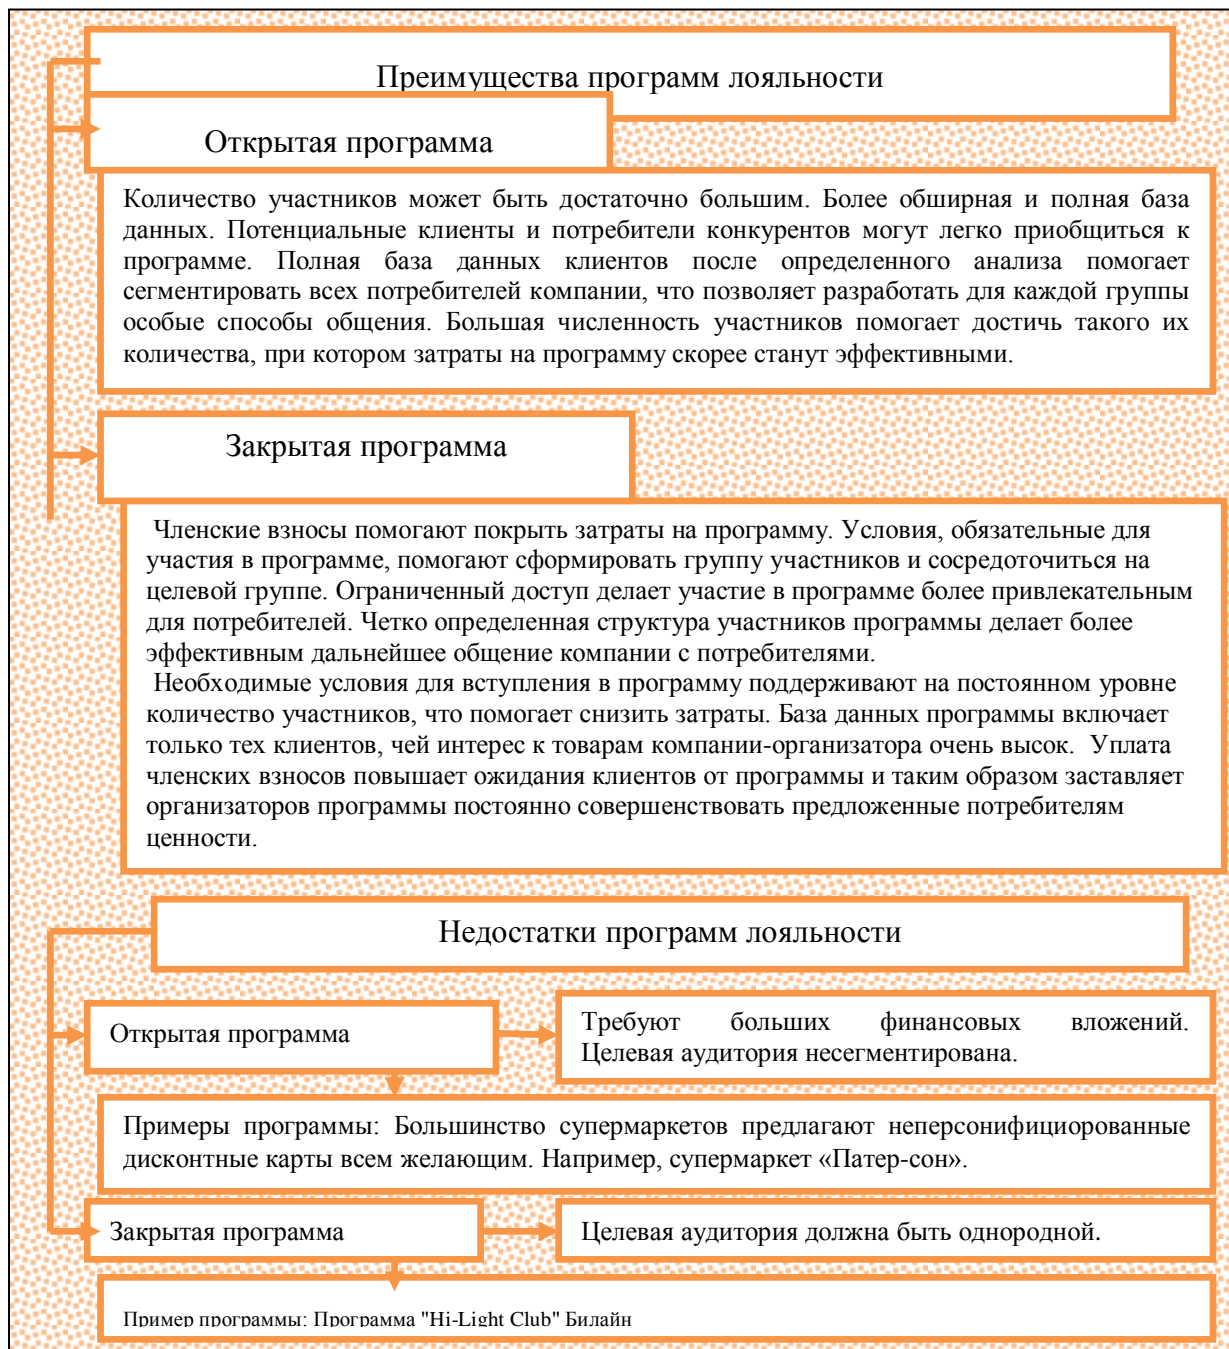 Преимущества программ лояльности
Открытая программа
Количество участников может быть достаточно большим. Более обширная и полная база
данных. Потенциальные клиенты и потребители конкурентов могут легко приобщиться к
программе. Полная база данных клиентов после определенного анализа помогает
сегментировать всех потребителей компании, что позволяет разработать для каждой группы
особые способы общения. Большая численность участников помогает достичь такого их
количества, при котором затраты на программу скорее станут эффективными.
Закрытая программа
Членские взносы помогают покрыть затраты на программу. Условия, обязательные для
участия в программе, помогают сформировать группу участников и сосредоточиться на
целевой группе. Ограниченный доступ делает участие в программе более привлекательным
для потребителей. Четко определенная структура участников программы делает более
эффективным дальнейшее общение компании с потребителями.
Необходимые условия для вступления в программу поддерживают на постоянном уровне
количество участников, что помогает снизить затраты. База данных программы включает
только тех клиентов, чей интерес к товарам компании-организатора очень высок. Уплата
членских взносов повышает ожидания клиентов от программы и таким образом заставляет
организаторов программы постоянно совершенствовать предложенные потребителям
ценности.
Недостатки программ лояльности
Открытая программа
Требуют больших финансовых вложений.
Целевая аудитория несегментирована.
Примеры программы: Большинство супермаркетов предлагают неперсонифициорованные
дисконтные карты всем желающим. Например, супермаркет «Патер-сон».
Закрытая программа
Целевая аудитория должна быть однородной.
Пример программы: Программа "Hi-Light Club" Билайн